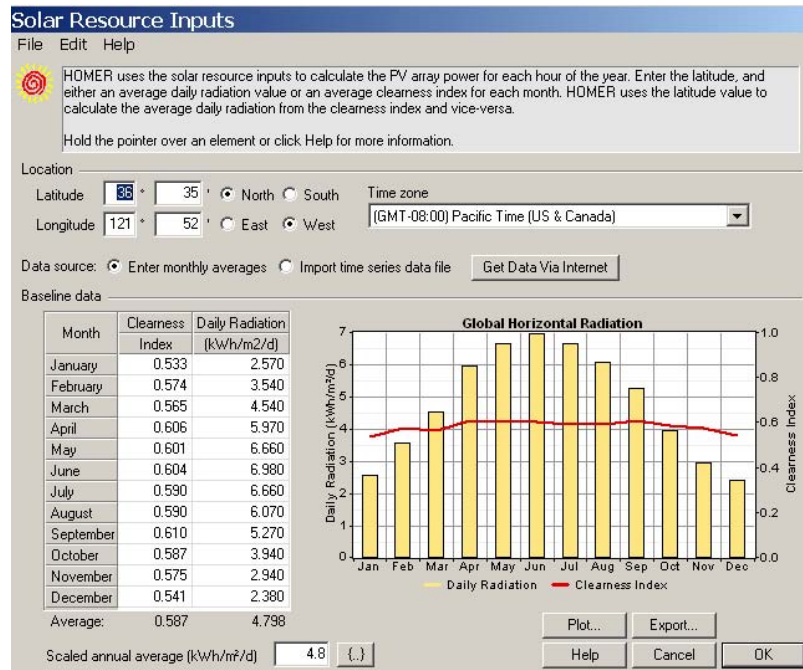 Solar Resource Inputs
File Edit Help
HOMER uses the solar resource inputs to calculate the PV array power for each hour of the year. Enter the latitude, and
either an average daily radiation value or an average clearness index for each month. HOMER uses the latitude value to
calculate the average daily radiation from the clearness index and vice-versa.
Hold the pointer over an element or click Help for more information.
Location
Latitude 36 ° 35 ' North South Time zone
Longitude 121 ° 52 ' East West (GMT-08:00) Pacific Time (US & Canada)
Data source: Enter monthly averages Import time series data file Get Data Via Internet
Baseline data
Month Clearness Index Daily Radiation (kWh/m2/d)
January 0.533 2.570
February 0.574 3.540
March 0.565 4.540
April 0.606 5.970
May 0.601 6.660
June 0.604 6.980
July 0.590 6.660
August 0.590 6.070
September 0.610 5.270
October 0.587 3.940
November 0.575 2.940
December 0.541 2.380
Average: 0.587 4.798
Global Horizontal Radiation
Daily Radiation (kWh/m²/d)
7
6
5
4
3
2
1
0
1.0
0.8
0.6
0.4
0.2
0.0
Clearness Index
Jan Feb Mar Apr May Jun Jul Aug Sep Oct Nov Dec
Daily Radiation Clearness Index
Scaled annual average (kWh/m²/d) 4.8 {..}
Plot... Export...
Help Cancel OK